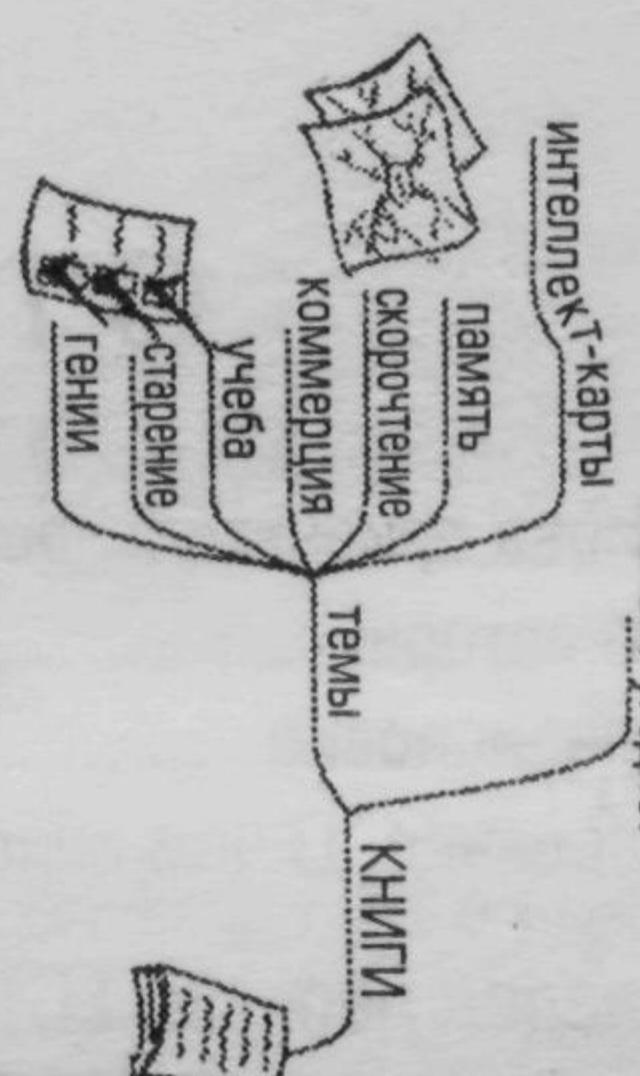 КНИГИ
темы
интеллект-карты
память
скорочтение
коммерция
учеба
старение
гении